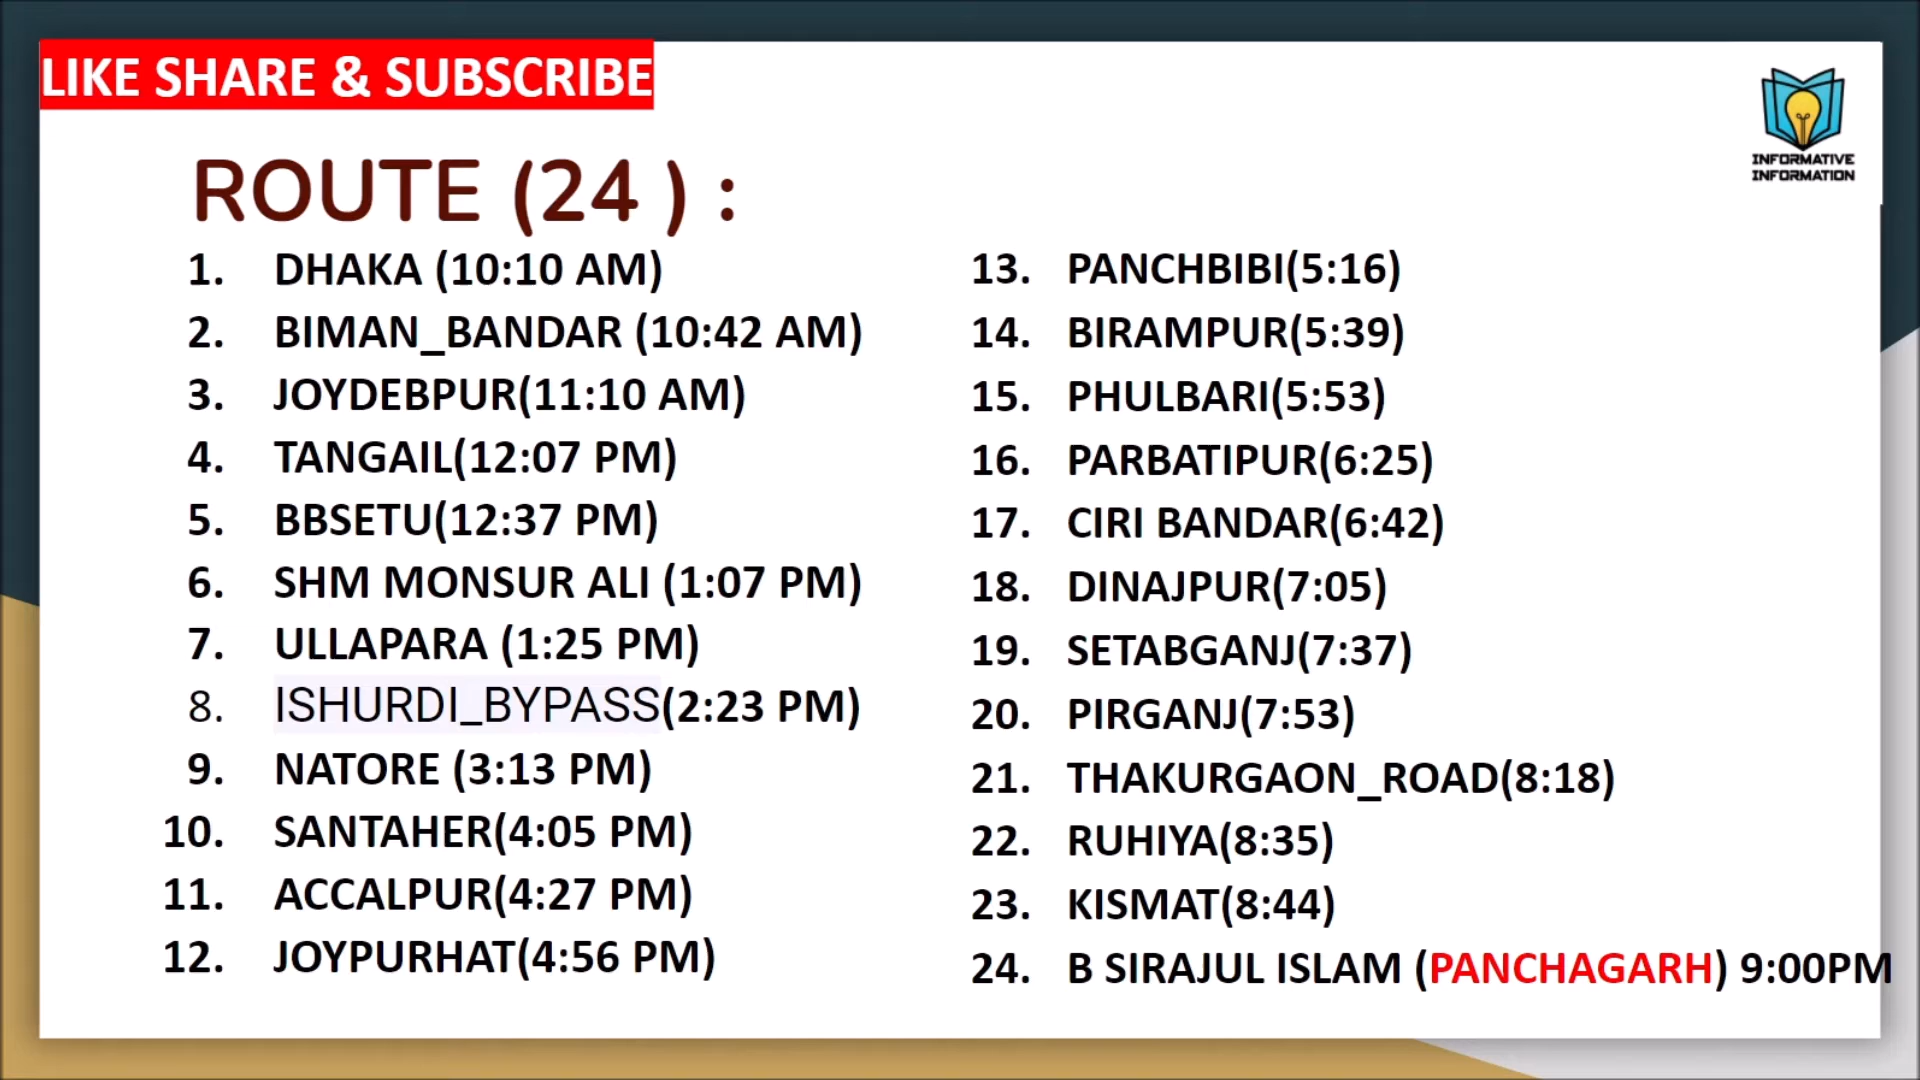 LIKE SHARE & SUBSCRIBE
INFORMATIVE
INFORMATION
ROUTE (24 ) :
1. DHAKA (10:10 AM)
2. BIMAN_BANDAR (10:42 AM)
3. JOYDEBPUR(11:10 AM)
4. TANGAIL(12:07 PM)
5. BBSETU(12:37 PM)
6. SHM MONSUR ALI (1:07 PM)
7. ULLAPARA (1:25 PM)
8. ISHURDI_BYPASS(2:23 PM)
9. NATORE (3:13 PM)
10. SANTAHER(4:05 PM)
11. ACCALPUR(4:27 PM)
12. JOYPURHAT(4:56 PM)
13. PANCHBIBI(5:16)
14. BIRAMPUR(5:39)
15. PHULBARI(5:53)
16. PARBATIPUR(6:25)
17. CIRI BANDAR(6:42)
18. DINAJPUR(7:05)
19. SETABGANJ(7:37)
20. PIRGANJ(7:53)
21. THAKURGAON_ROAD(8:18)
22. RUHIYA(8:35)
23. KISMAT(8:44)
24. B SIRAJUL ISLAM (PANCHAGARH) 9:00PM